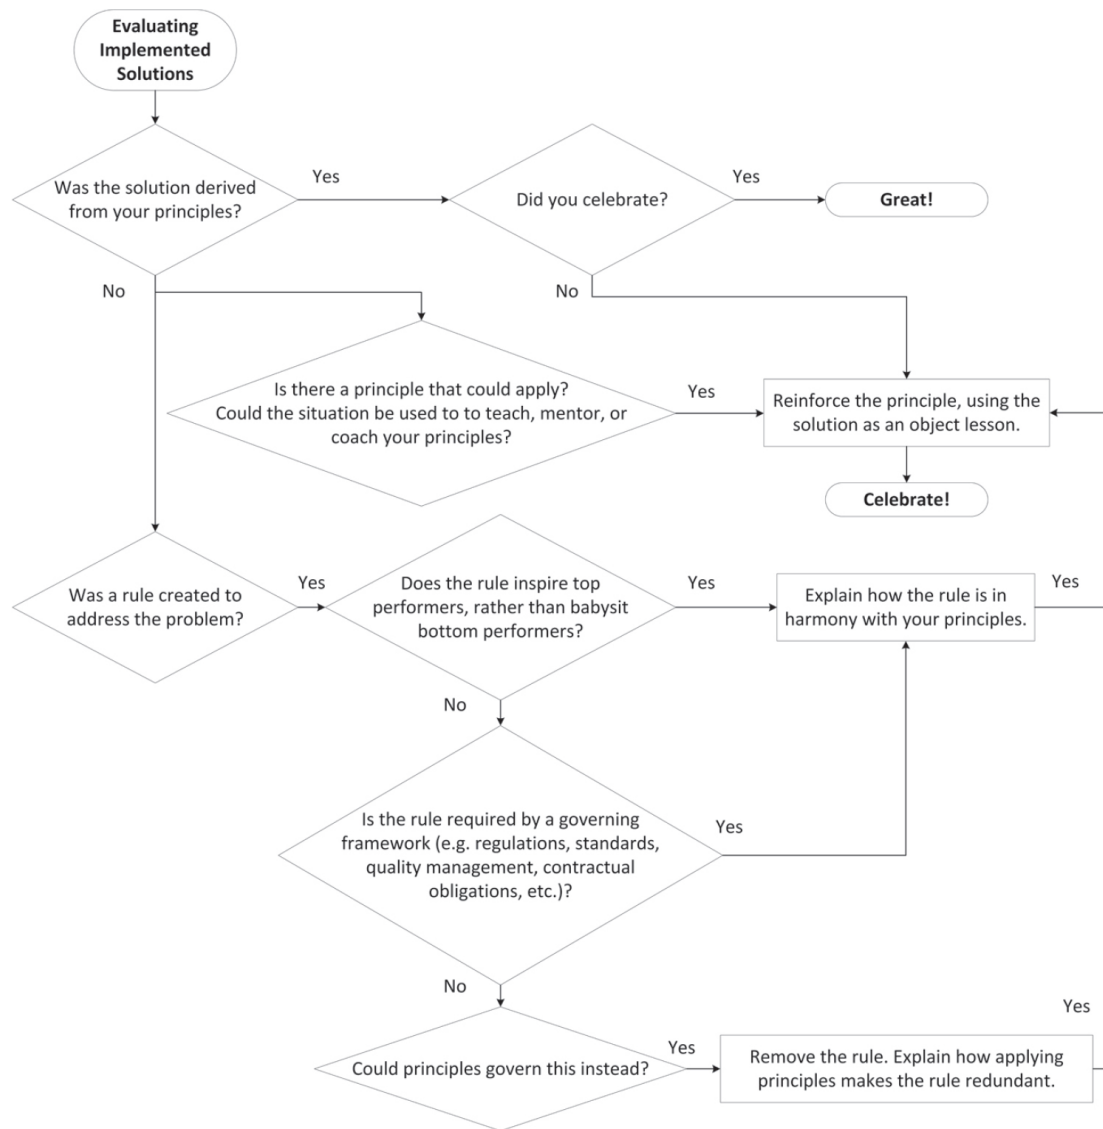 Evaluating
Implemented
Solutions
Was the solution derived
from your principles?
Yes
Did you celebrate?
Yes
Great!
No
No
Is there a principle that could apply?
Could the situation be used to to teach, mentor, or
coach your principles?
Yes
Reinforce the principle, using the
solution as an object lesson.
Celebrate!
Was a rule created to
address the problem?
Yes
Does the rule inspire top
performers, rather than babysit
bottom performers?
Yes
Explain how the rule is in
harmony with your principles.
Yes
No
Is the rule required by a governing
framework (e.g. regulations, standards,
quality management, contractual
obligations, etc.)?
Yes
No
Could principles govern this instead?
Yes
Remove the rule. Explain how applying
principles makes the rule redundant.
Yes